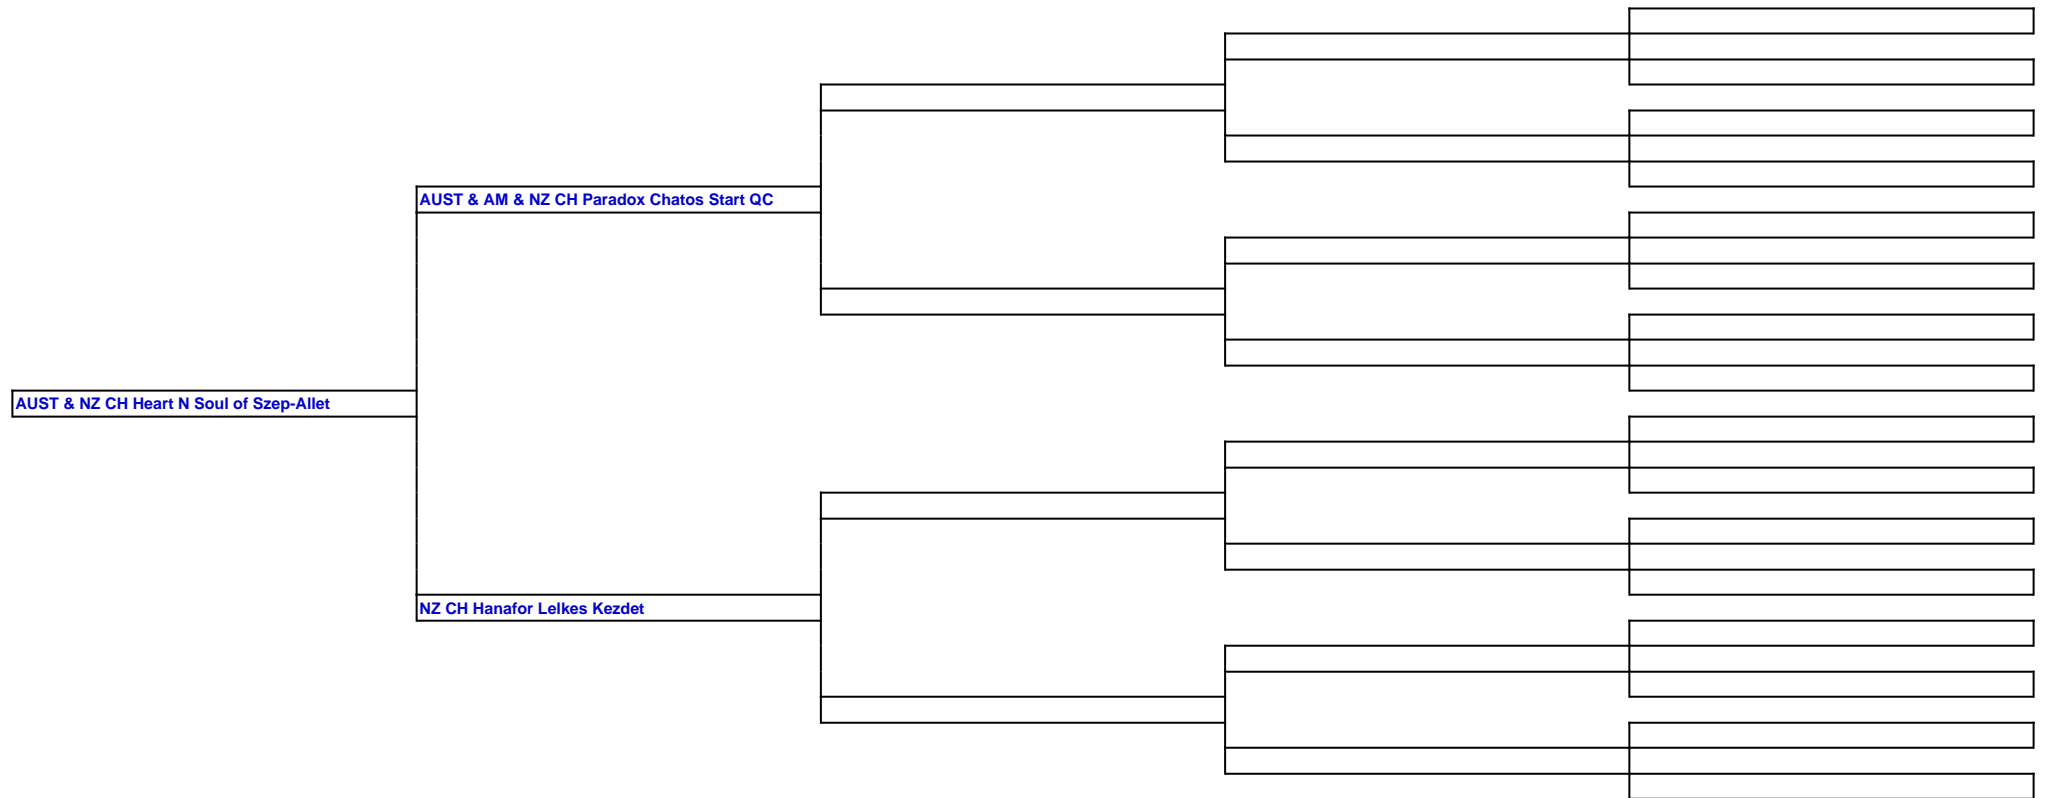 AUST & AM & NZ CH Paradox Chatos Start QC
AUST & NZ CH Heart N Soul of Szep-Allet
NZ CH Hanafor Lelkes Kezdet